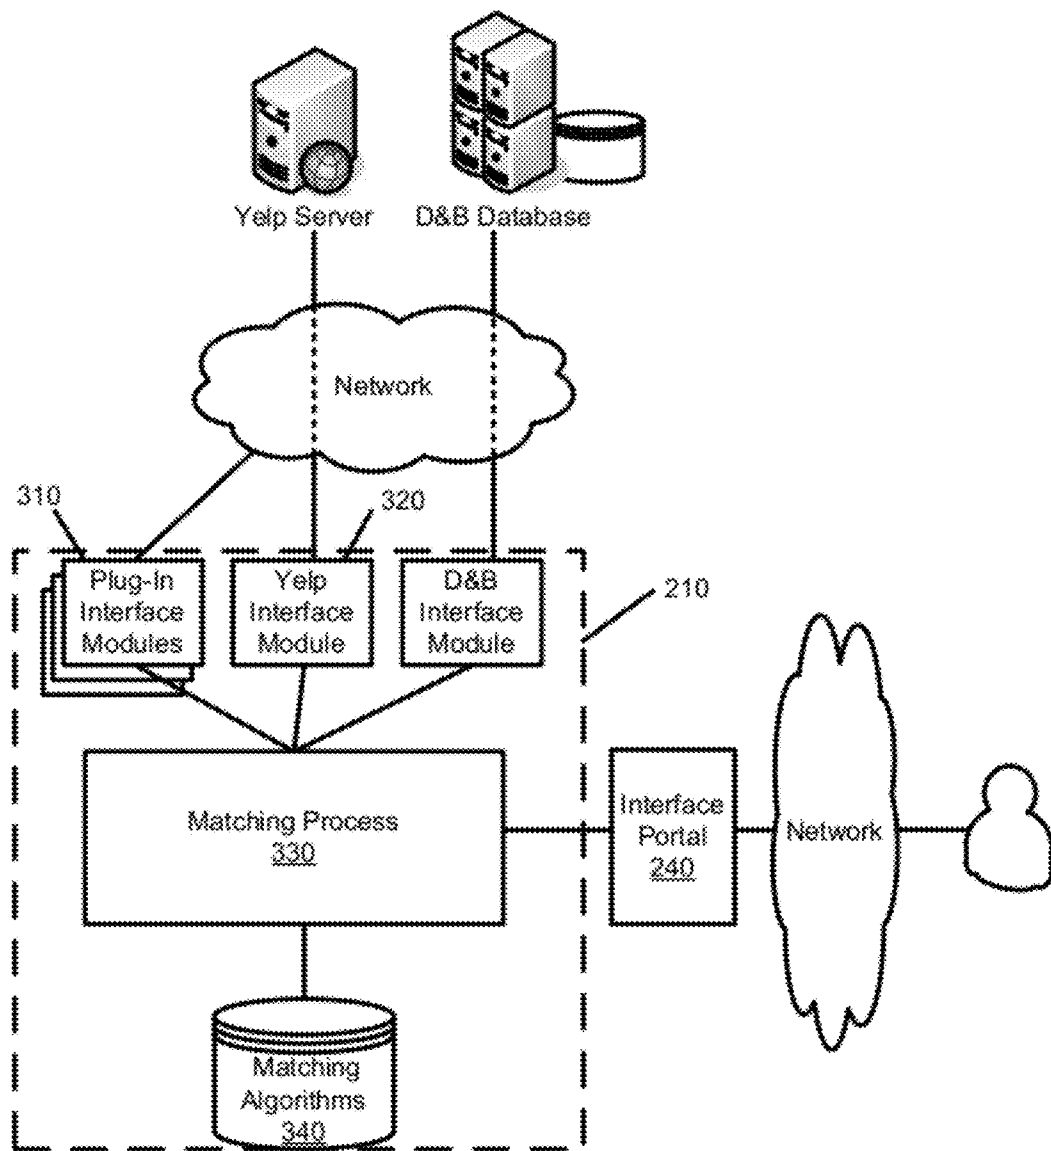 Yelp Server
D&B Database
Network
310
320
Plug-In
Interface
Modules
Yelp
Interface
Module
D&B
Interface
Module
210
Matching Process
330
Interface
Portal
240
Network
Matching
Algorithms
340